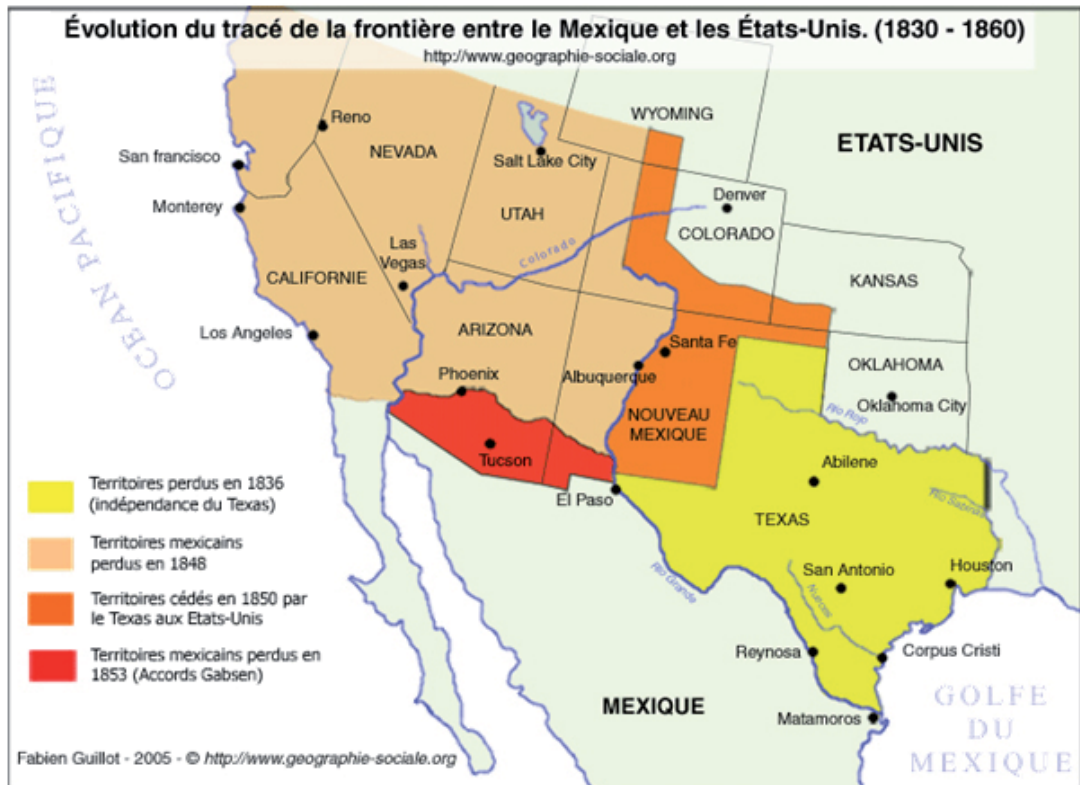 Évolution du tracé de la frontière entre le Mexique et les États-Unis. (1830 - 1860)
http://www.geographie-sociale.org
OCEAN PACIFIQUE
WYOMING
ETATS-UNIS
Reno
NEVADA
San francisco
Salt Lake City
Monterey
UTAH
Denver
COLORADO
Colorado
Las
Vegas
CALIFORNIE
KANSAS
Los Angeles
ARIZONA
Santa Fe
Phoenix
Albuquerque
OKLAHOMA
Oklahoma City
NOUVEAU
MEXIQUE
Rio Rojo
Tucson
Abilene
El Paso
TEXAS
Rio Sabinas
Rio Grande
San Antonio
Houston
Nueces
Reynosa
Corpus Cristi
Matamoros
MEXIQUE
GOLFE
DU
MEXIQUE
Territoires perdus en 1836
(indépendance du Texas)
Territoires mexicains
perdus en 1848
Territoires cédés en 1850 par
le Texas aux Etats-Unis
Territoires mexicains perdus en
1853 (Accords Gabsen)
Fabien Guillot - 2005 - © http://www.geographie-sociale.org